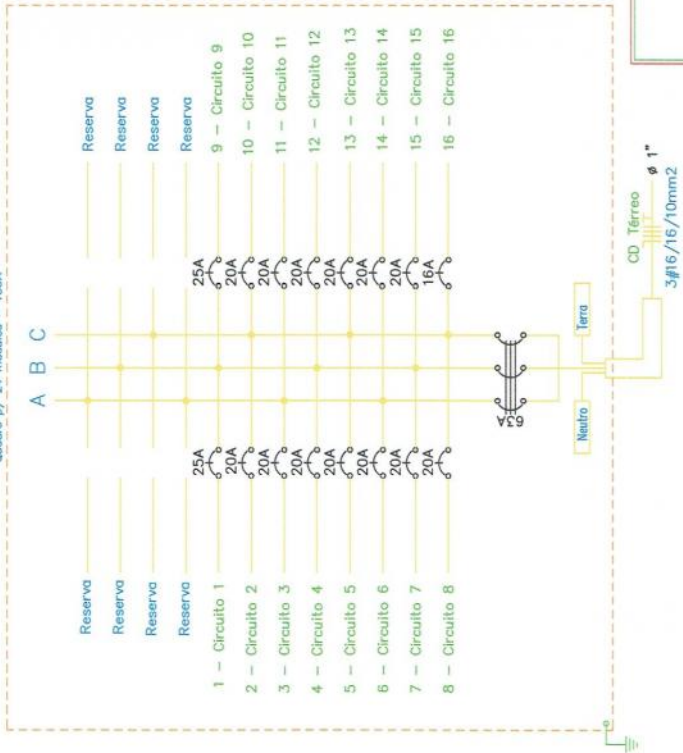 A B C
Reserva
Reserva
Reserva
Reserva
Reserva
Reserva
Reserva
Reserva
1 – Circuito 1
25A
25A
9 – Circuito 9
2 – Circuito 2
20A
20A
10 – Circuito 10
3 – Circuito 3
20A
20A
11 – Circuito 11
4 – Circuito 4
20A
20A
12 – Circuito 12
5 – Circuito 5
20A
20A
13 – Circuito 13
6 – Circuito 6
20A
20A
14 – Circuito 14
7 – Circuito 7
20A
20A
15 – Circuito 15
8 – Circuito 8
20A
16A
16 – Circuito 16
63A
Neutro
Terra
CD Térreo
ø 1"
3#16/16/10mm2